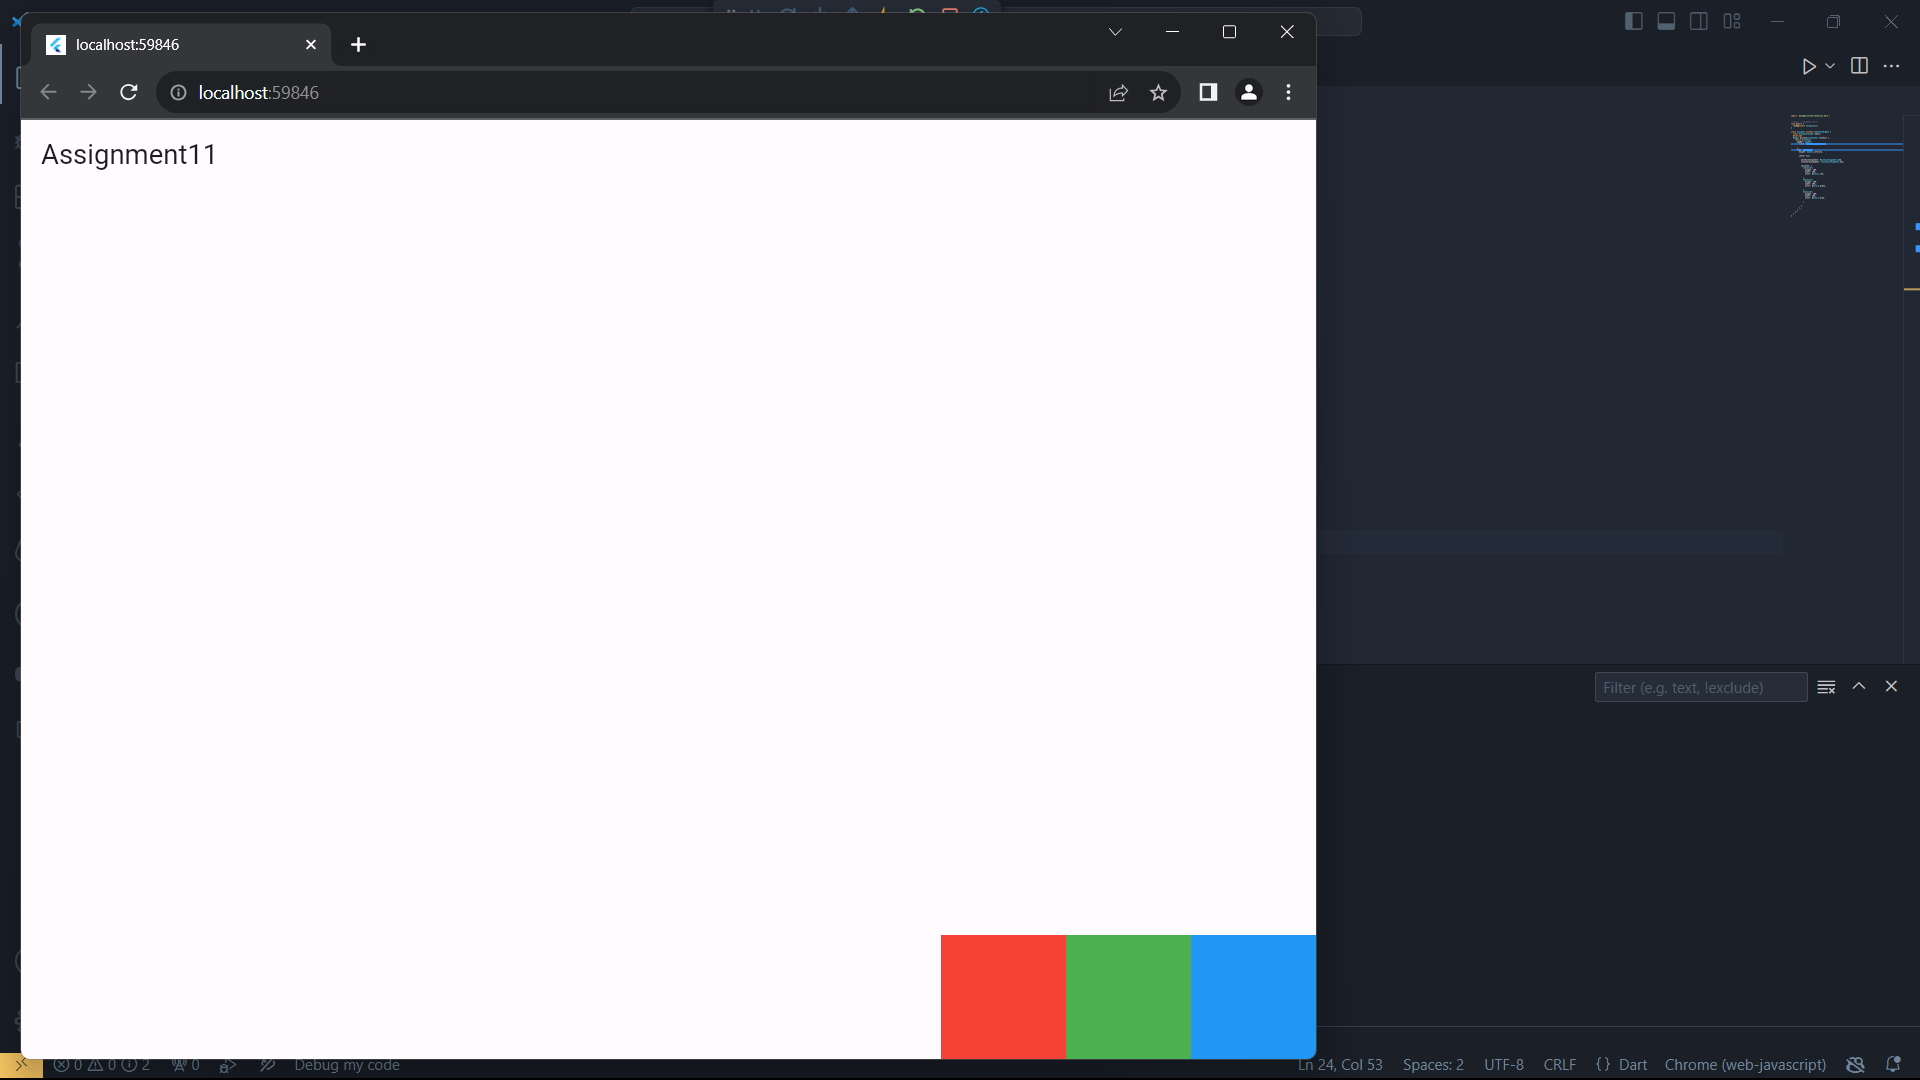 localhost:59846
localhost:59846
Assignment11
Filter (e.g. text, !exclude)
0 0 2 0 Debug my code Ln 24, Col 53 Spaces: 2 UTF-8 CRLF {} Dart Chrome (web-javascript)